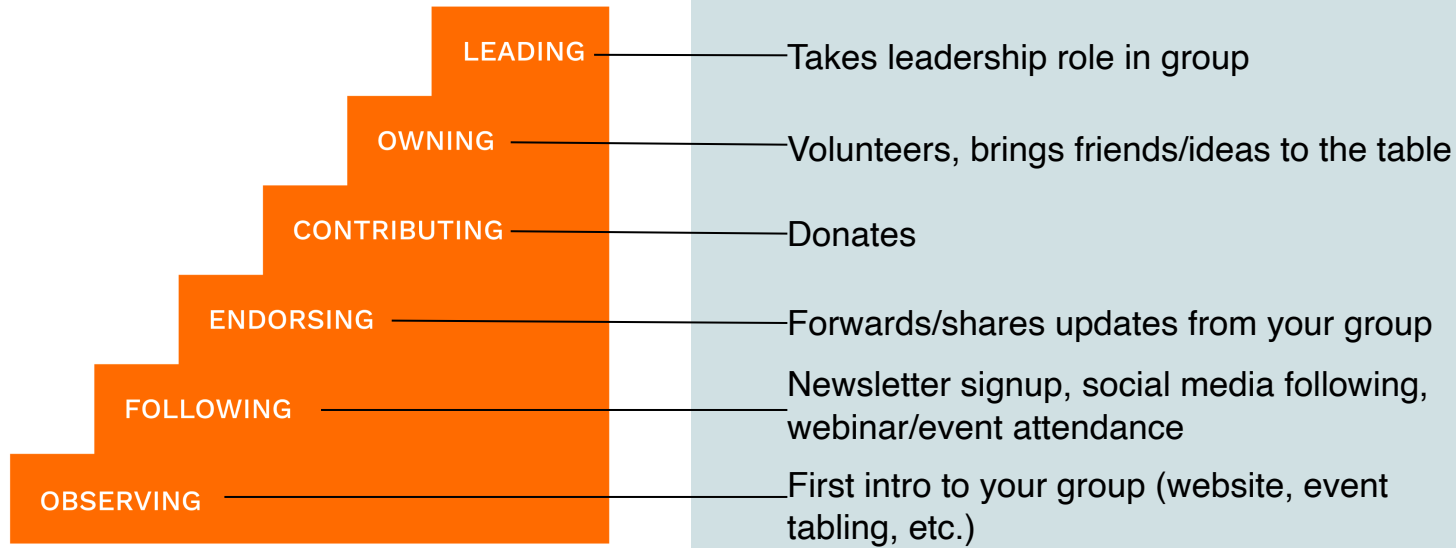 LEADING
Takes leadership role in group
OWNING
Volunteers, brings friends/ideas to the table
CONTRIBUTING
Donates
ENDORSING
Forwards/shares updates from your group
FOLLOWING
Newsletter signup, social media following,
webinar/event attendance
OBSERVING
First intro to your group (website, event
tabling, etc.)